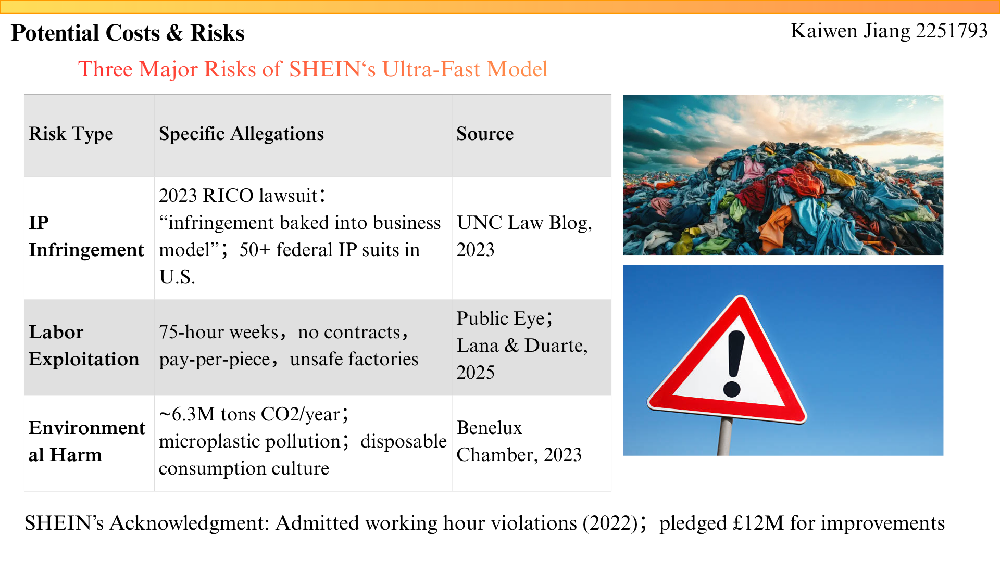 Potential Costs & Risks
Kaiwen Jiang 2251793
Three Major Risks of SHEIN‘s Ultra-Fast Model
Risk Type
Specific Allegations
Source
IP
Infringement
2023 RICO lawsuit：
“infringement baked into business
model”；50+ federal IP suits in
U.S.
UNC Law Blog,
2023
Labor
Exploitation
75-hour weeks，no contracts，
pay-per-piece，unsafe factories
Public Eye；
Lana & Duarte,
2025
Environment
al Harm
~6.3M tons CO2/year；
microplastic pollution；disposable
consumption culture
Benelux
Chamber, 2023
SHEIN’s Acknowledgment: Admitted working hour violations (2022)；pledged £12M for improvements